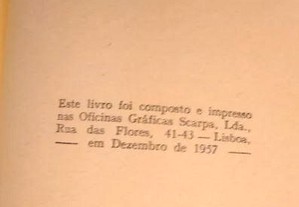 Este livro foi composto e impresso
nas Oficinas Gráficas Scarpa, Lda.,
Rua das Flores, 41-43 — Lisboa,
— em Dezembro de 1957 —